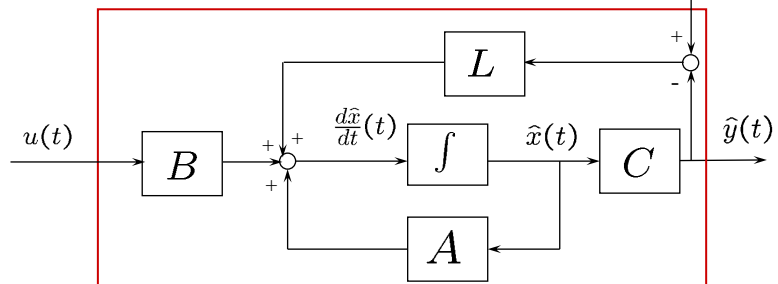 +
L
-
u(t)
+ +
dx̂/dt(t)
∫
x̂(t)
C
ŷ(t)
B
+
A